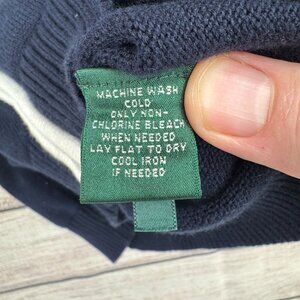 MACHINE WASH
COLD
ONLY NON-
CHLORINE BLEACH
WHEN NEEDED
LAY FLAT TO DRY
COOL IRON
IF NEEDED